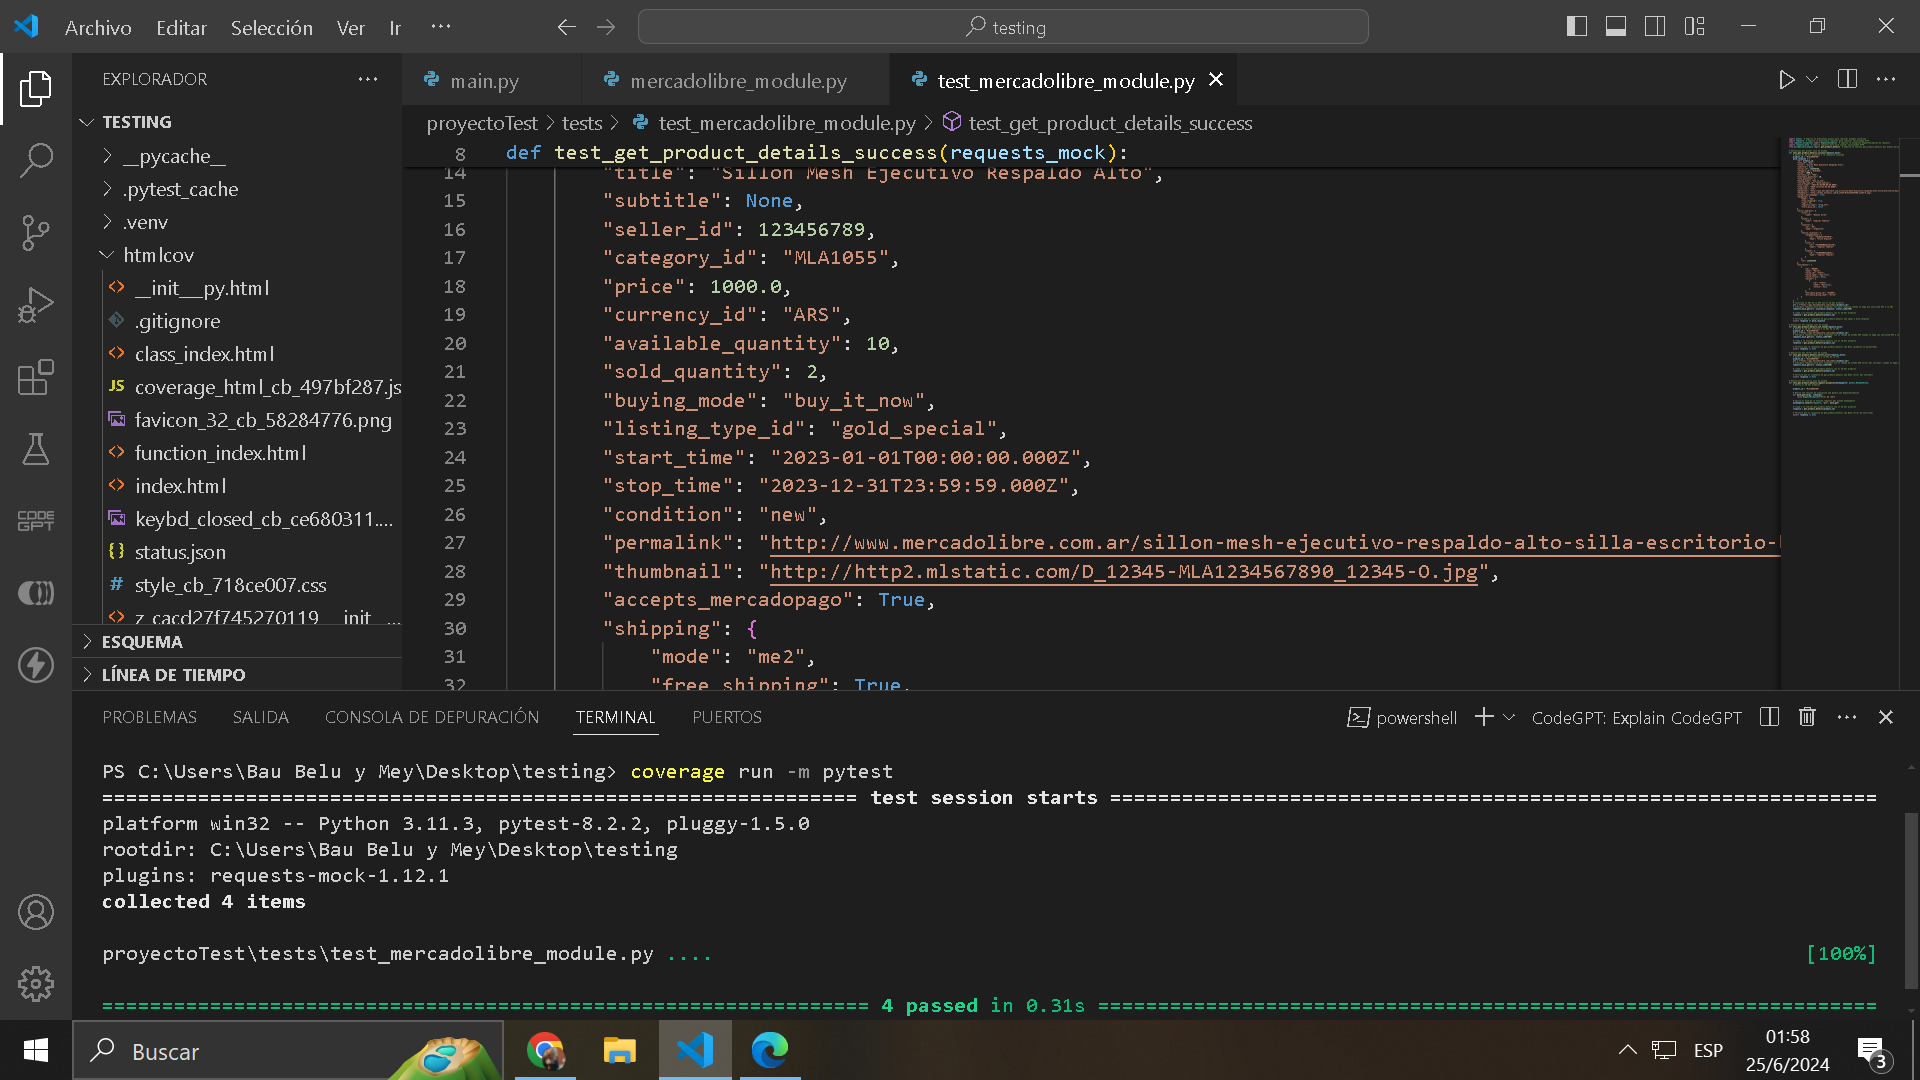 Archivo Editar Selección Ver Ir ···
testing
EXPLORADOR ···
TESTING
__pycache__
.pytest_cache
.venv
htmlcov
<> __init__py.html
.gitignore
<> class_index.html
JS coverage_html_cb_497bf287.js
favicon_32_cb_58284776.png
<> function_index.html
<> index.html
keybd_closed_cb_ce680311....
{} status.json
# style_cb_718ce007.css
<> z_cacd27f745270119___init__...
ESQUEMA
LÍNEA DE TIEMPO
CODE GPT
main.py mercadolibre_module.py test_mercadolibre_module.py
proyectoTest > tests > test_mercadolibre_module.py > test_get_product_details_success
8 def test_get_product_details_success(requests_mock):
14 "title": "Sillon Mesh Ejecutivo Respaldo Alto",
15 "subtitle": None,
16 "seller_id": 123456789,
17 "category_id": "MLA1055",
18 "price": 1000.0,
19 "currency_id": "ARS",
20 "available_quantity": 10,
21 "sold_quantity": 2,
22 "buying_mode": "buy_it_now",
23 "listing_type_id": "gold_special",
24 "start_time": "2023-01-01T00:00:00.000Z",
25 "stop_time": "2023-12-31T23:59:59.000Z",
26 "condition": "new",
27 "permalink": "http://www.mercadolibre.com.ar/sillon-mesh-ejecutivo-respaldo-alto-silla-escritorio-
28 "thumbnail": "http://http2.mlstatic.com/D_12345-MLA1234567890_12345-O.jpg",
29 "accepts_mercadopago": True,
30 "shipping": {
31 "mode": "me2",
32 "free_shipping": True,
PROBLEMAS SALIDA CONSOLA DE DEPURACIÓN TERMINAL PUERTOS
powershell CodeGPT: Explain CodeGPT ···
PS C:\Users\Bau Belu y Mey\Desktop\testing> coverage run -m pytest
=============================================================== test session starts ================================================================
platform win32 -- Python 3.11.3, pytest-8.2.2, pluggy-1.5.0
rootdir: C:\Users\Bau Belu y Mey\Desktop\testing
plugins: requests-mock-1.12.1
collected 4 items
proyectoTest\tests\test_mercadolibre_module.py .... [100%]
================================================================ 4 passed in 0.31s =================================================================
Buscar
ESP
01:58
25/6/2024
3